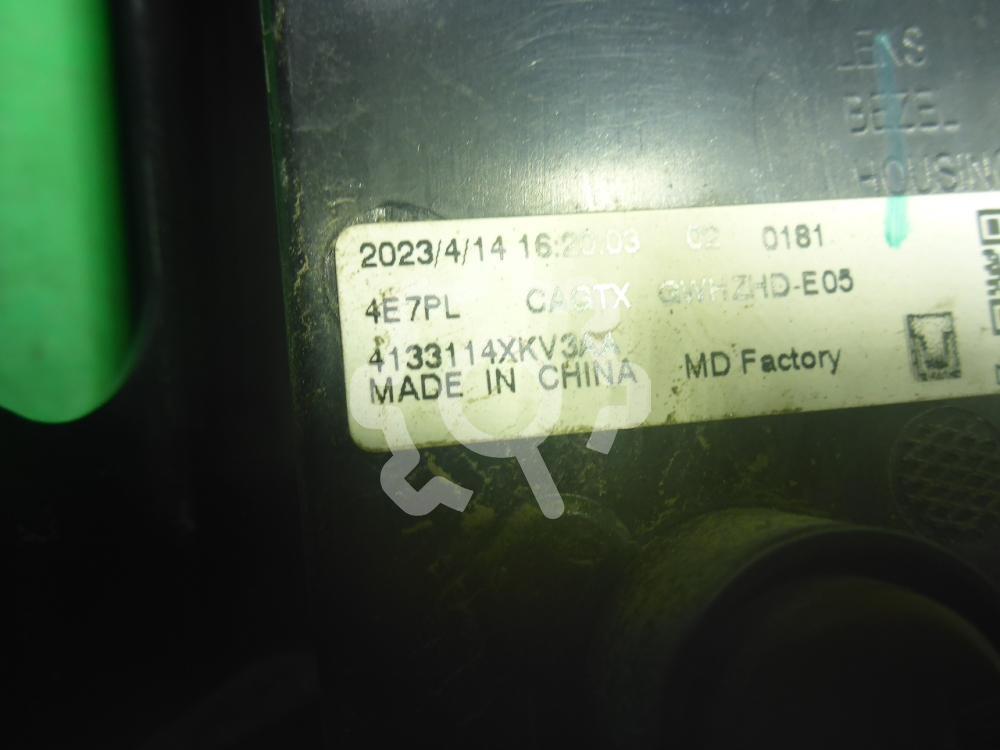 LENS
BEZEL
HOUSING
2023/4/14 16:20:03 02 0181
4E7PL CAGTX GWHZHD-E05
4133114XKV3AA
MADE IN CHINA MD Factory